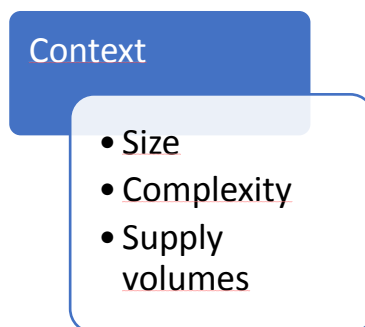 Context
• Size
• Complexity
• Supply
volumes